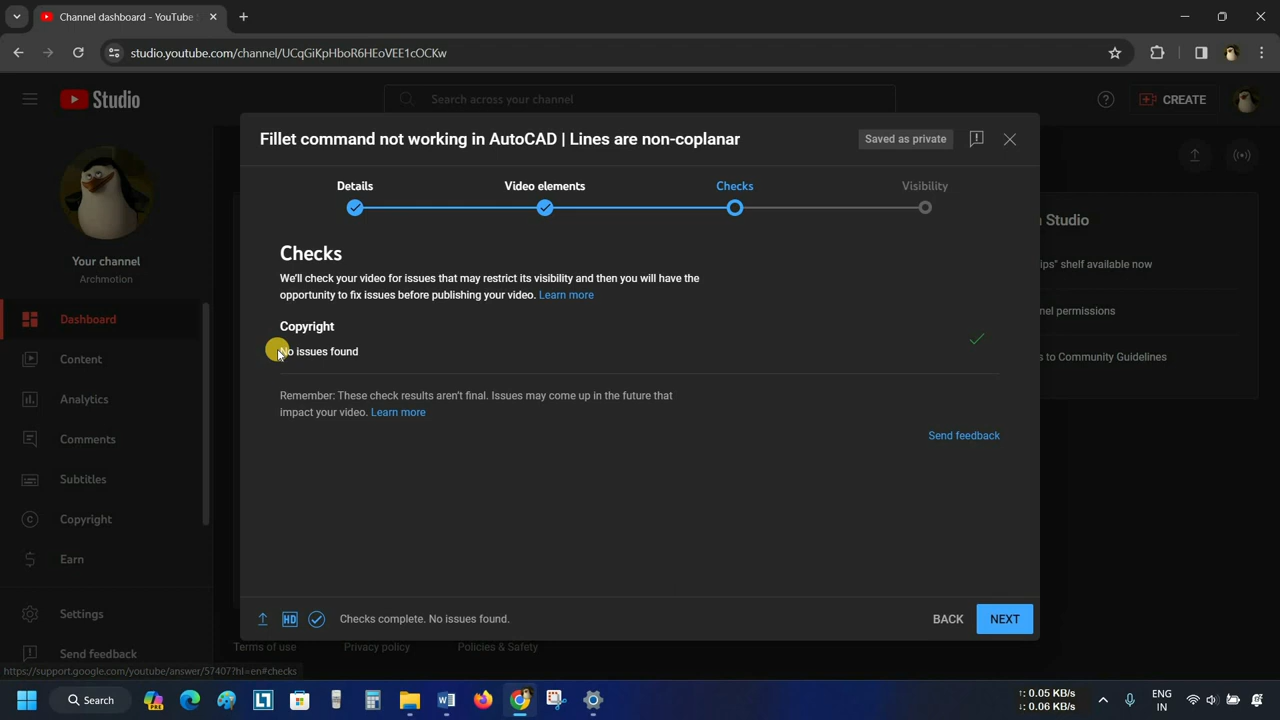 Channel dashboard - YouTube S
studio.youtube.com/channel/UCqGiKpHboR6HEoVEE1cOCKw
Studio
Search across your channel
CREATE
Fillet command not working in AutoCAD | Lines are non-coplanar
Saved as private
Details
Video elements
Checks
Visibility
Checks
We'll check your video for issues that may restrict its visibility and then you will have the
opportunity to fix issues before publishing your video. Learn more
Copyright
No issues found
Remember: These check results aren't final. Issues may come up in the future that
impact your video. Learn more
Send feedback
HD
Checks complete. No issues found.
BACK
NEXT
Your channel
Archmotion
Dashboard
Content
Analytics
Comments
Subtitles
Copyright
Earn
Settings
Send feedback
Studio
ips" shelf available now
nel permissions
s to Community Guidelines
Terms of use
Privacy policy
Policies & Safety
https://support.google.com/youtube/answer/57407?hl=en#checks
Search
PRE
↑: 0.05 KB/s
↓: 0.06 KB/s
ENG
IN